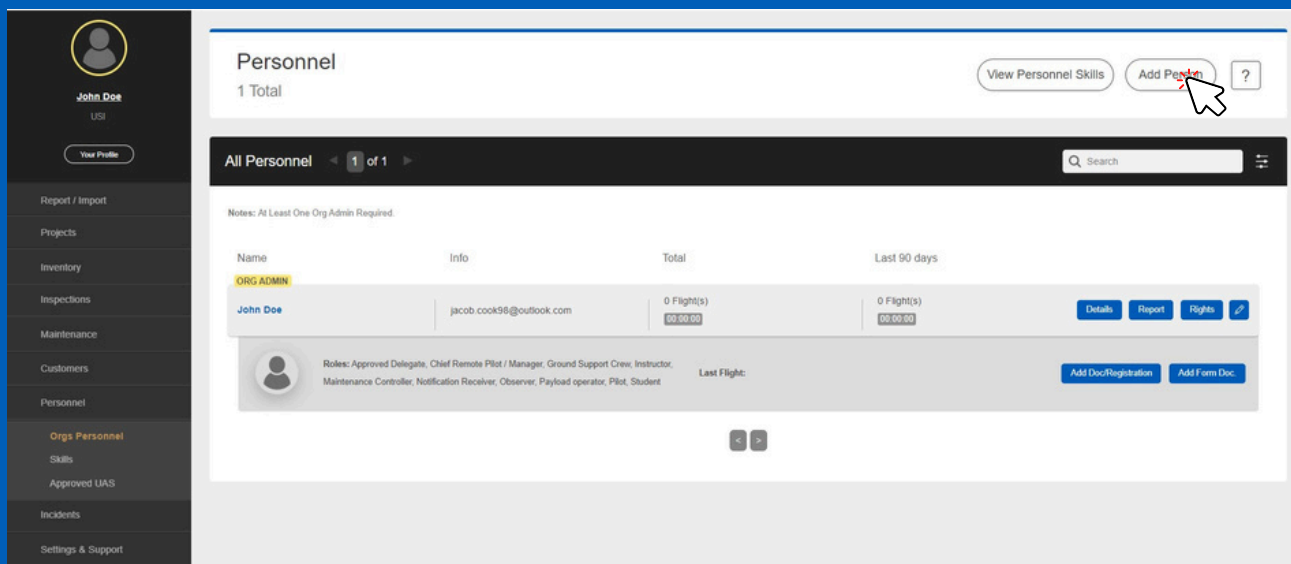 John Doe
USI
Your Profile
Report / Import
Projects
Inventory
Inspections
Maintenance
Customers
Personnel
Orgs Personnel
Skills
Approved UAS
Incidents
Settings & Support
Personnel
1 Total
View Personnel Skills
Add Person
?
All Personnel
1 of 1
Search
Notes: At Least One Org Admin Required.
Name Info Total Last 90 days
ORG ADMIN
John Doe
jacob.cook98@outlook.com
0 Flight(s)
00:00:00
0 Flight(s)
00:00:00
Details
Report
Rights
Roles: Approved Delegate, Chief Remote Pilot / Manager, Ground Support Crew, Instructor,
Maintenance Controller, Notification Receiver, Observer, Payload operator, Pilot, Student
Last Flight:
Add Doc/Registration
Add Form Doc.
< >